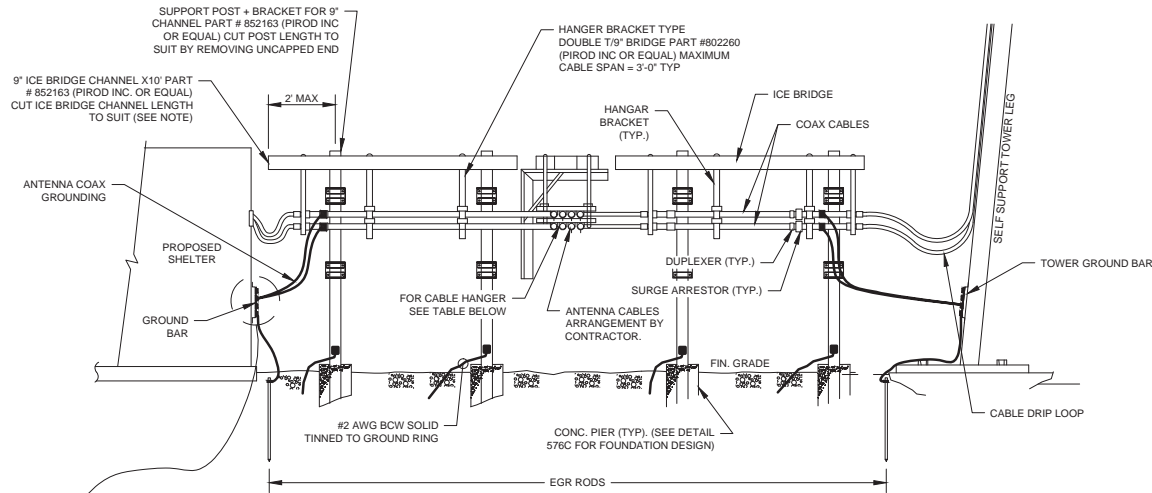 SUPPORT POST + BRACKET FOR 9"
CHANNEL PART # 852163 (PIROD INC
OR EQUAL) CUT POST LENGTH TO
SUIT BY REMOVING UNCAPPED END
HANGER BRACKET TYPE
DOUBLE T/9" BRIDGE PART #802260
(PIROD INC OR EQUAL) MAXIMUM
CABLE SPAN = 3'-0" TYP
9" ICE BRIDGE CHANNEL X10' PART
# 852163 (PIROD INC. OR EQUAL)
CUT ICE BRIDGE CHANNEL LENGTH
TO SUIT (SEE NOTE)
2' MAX
HANGAR
BRACKET
(TYP.)
ICE BRIDGE
COAX CABLES
ANTENNA COAX
GROUNDING
SELF SUPPORT TOWER LEG
PROPOSED
SHELTER
DUPLEXER (TYP.)
TOWER GROUND BAR
SURGE ARRESTOR (TYP.)
FOR CABLE HANGER
SEE TABLE BELOW
GROUND
BAR
ANTENNA CABLES
ARRANGEMENT BY
CONTRACTOR.
FIN. GRADE
CABLE DRIP LOOP
#2 AWG BCW SOLID
TINNED TO GROUND RING
CONC. PIER (TYP). (SEE DETAIL
576C FOR FOUNDATION DESIGN)
EGR RODS